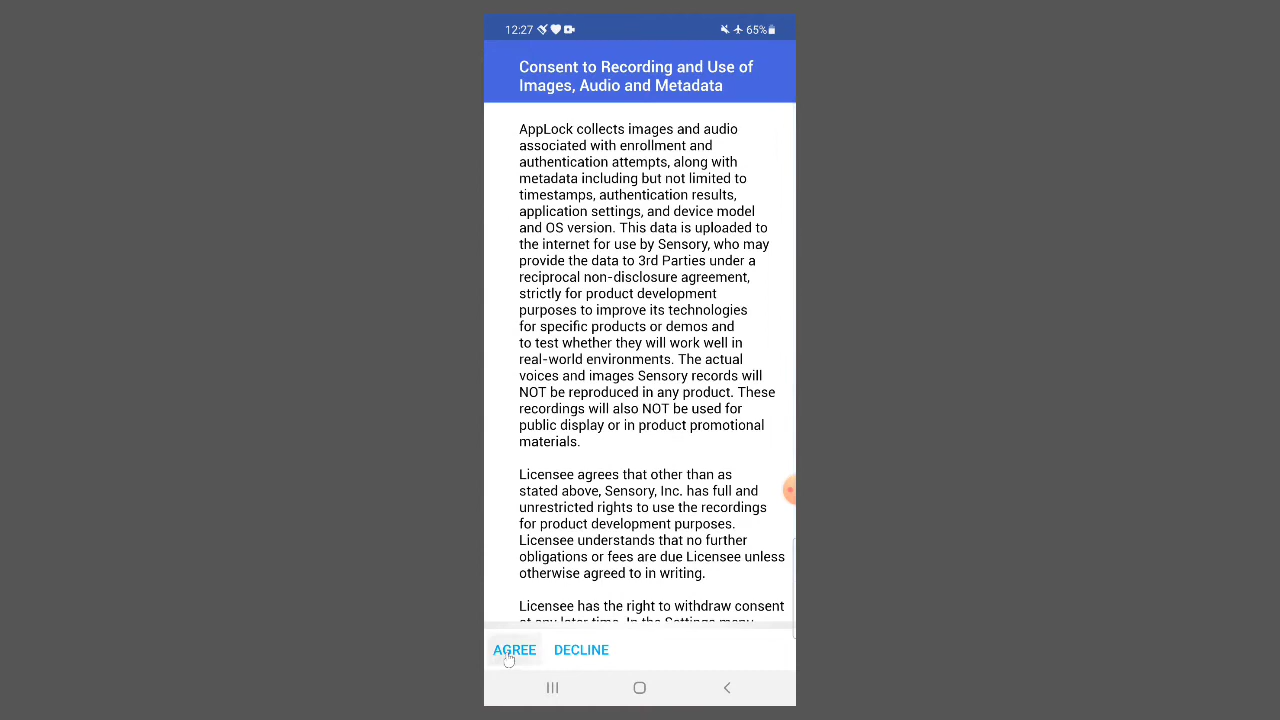 12:27
65%
Consent to Recording and Use of
Images, Audio and Metadata
AppLock collects images and audio
associated with enrollment and
authentication attempts, along with
metadata including but not limited to
timestamps, authentication results,
application settings, and device model
and OS version. This data is uploaded to
the internet for use by Sensory, who may
provide the data to 3rd Parties under a
reciprocal non-disclosure agreement,
strictly for product development
purposes to improve its technologies
for specific products or demos and
to test whether they will work well in
real-world environments. The actual
voices and images Sensory records will
NOT be reproduced in any product. These
recordings will also NOT be used for
public display or in product promotional
materials.
Licensee agrees that other than as
stated above, Sensory, Inc. has full and
unrestricted rights to use the recordings
for product development purposes.
Licensee understands that no further
obligations or fees are due Licensee unless
otherwise agreed to in writing.
Licensee has the right to withdraw consent
at any later time. In the Settings menu
AGREE DECLINE